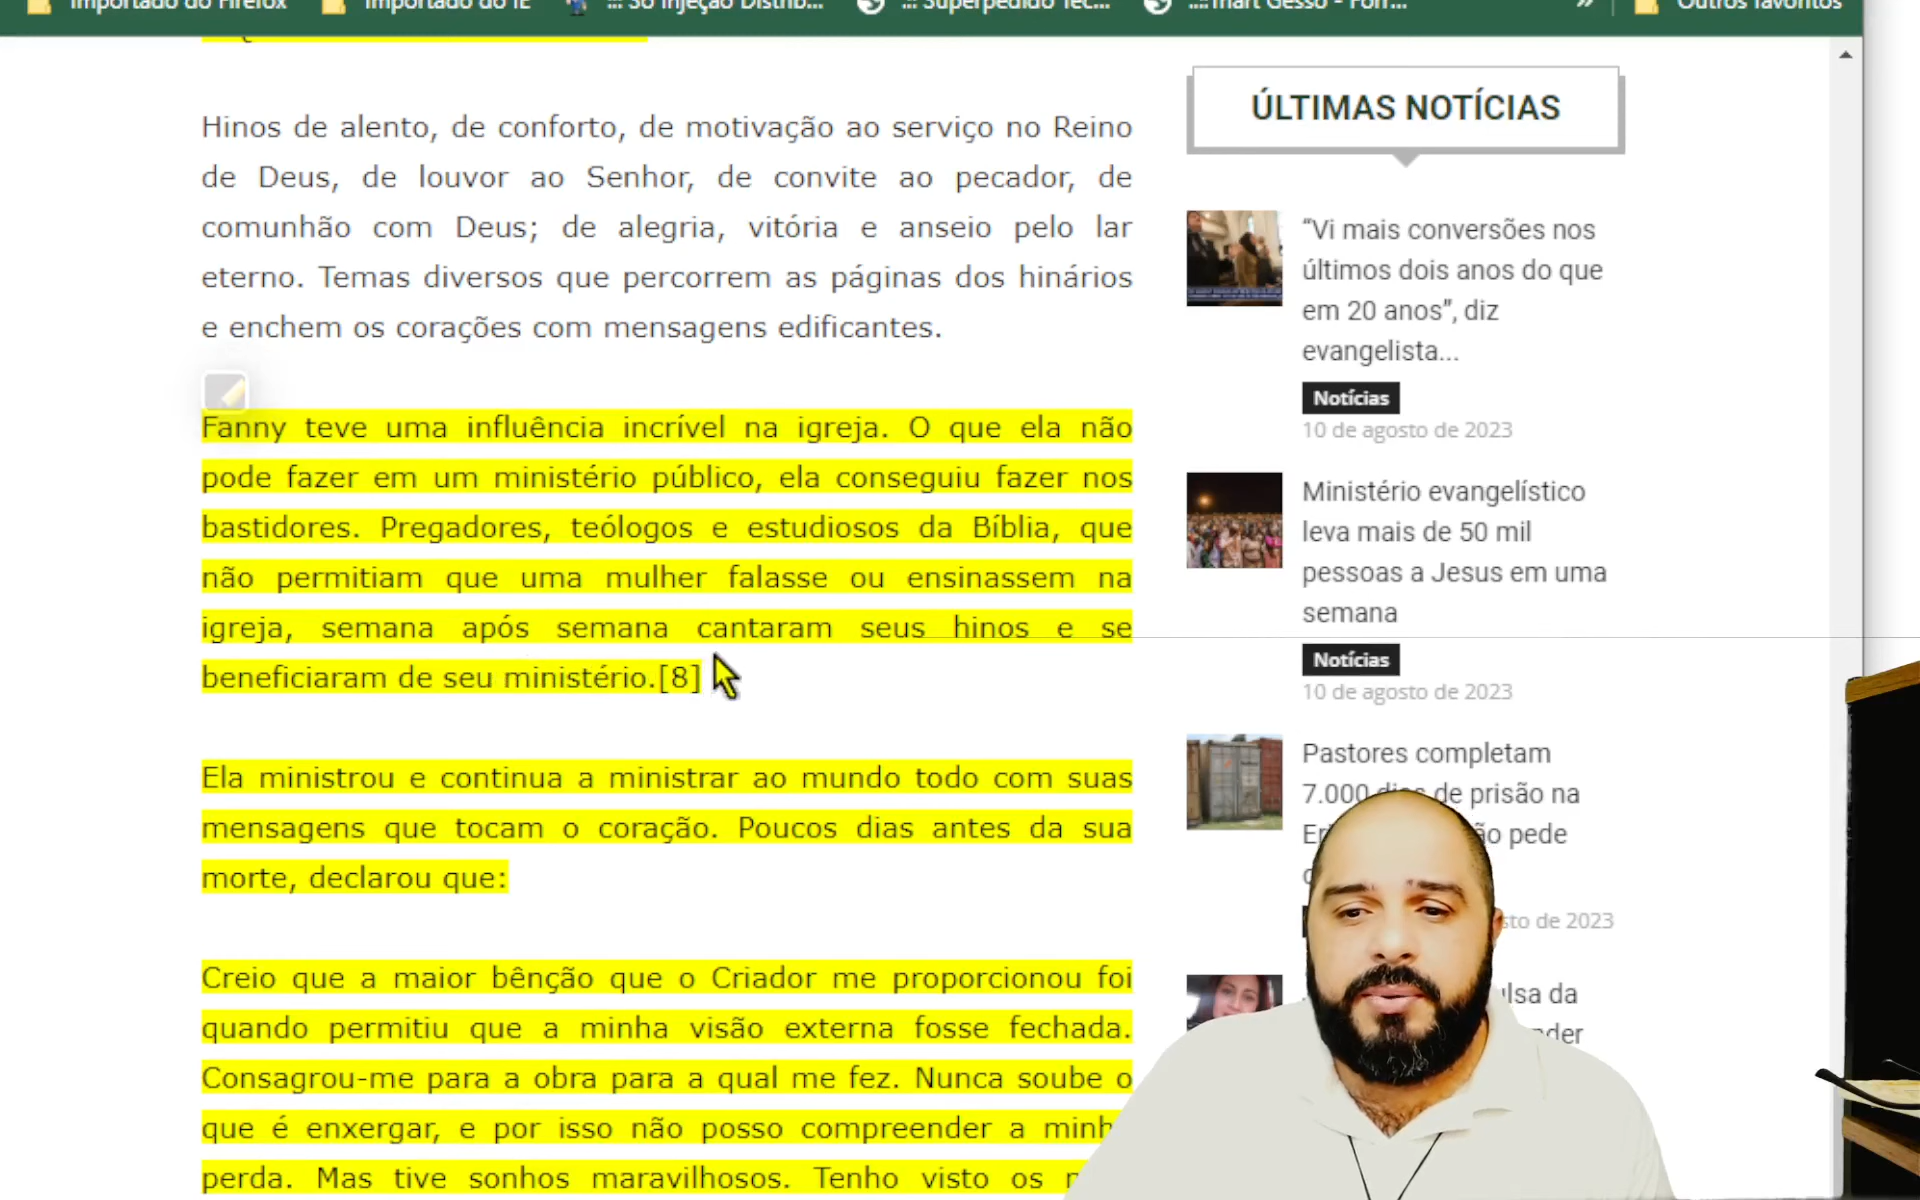 Importado do Firefox
Importado do IE
Outros favoritos
Hinos de alento, de conforto, de motivação ao serviço no Reino
de Deus, de louvor ao Senhor, de convite ao pecador, de
comunhão com Deus; de alegria, vitória e anseio pelo lar
eterno. Temas diversos que percorrem as páginas dos hinários
e enchem os corações com mensagens edificantes.
Fanny teve uma influência incrível na igreja. O que ela não
pode fazer em um ministério público, ela conseguiu fazer nos
bastidores. Pregadores, teólogos e estudiosos da Bíblia, que
não permitiam que uma mulher falasse ou ensinassem na
igreja, semana após semana cantaram seus hinos e se
beneficiaram de seu ministério.[8]
Ela ministrou e continua a ministrar ao mundo todo com suas
mensagens que tocam o coração. Poucos dias antes da sua
morte, declarou que:
Creio que a maior bênção que o Criador me proporcionou foi
quando permitiu que a minha visão externa fosse fechada.
Consagrou-me para a obra para a qual me fez. Nunca soube o
que é enxergar, e por isso não posso compreender a minh
perda. Mas tive sonhos maravilhosos. Tenho visto os
ÚLTIMAS NOTÍCIAS
“Vi mais conversões nos
últimos dois anos do que
em 20 anos”, diz
evangelista...
Notícias
10 de agosto de 2023
Ministério evangelístico
leva mais de 50 mil
pessoas a Jesus em uma
semana
Notícias
10 de agosto de 2023
Pastores completam
7.000 dias de prisão na
pede
de 2023
da